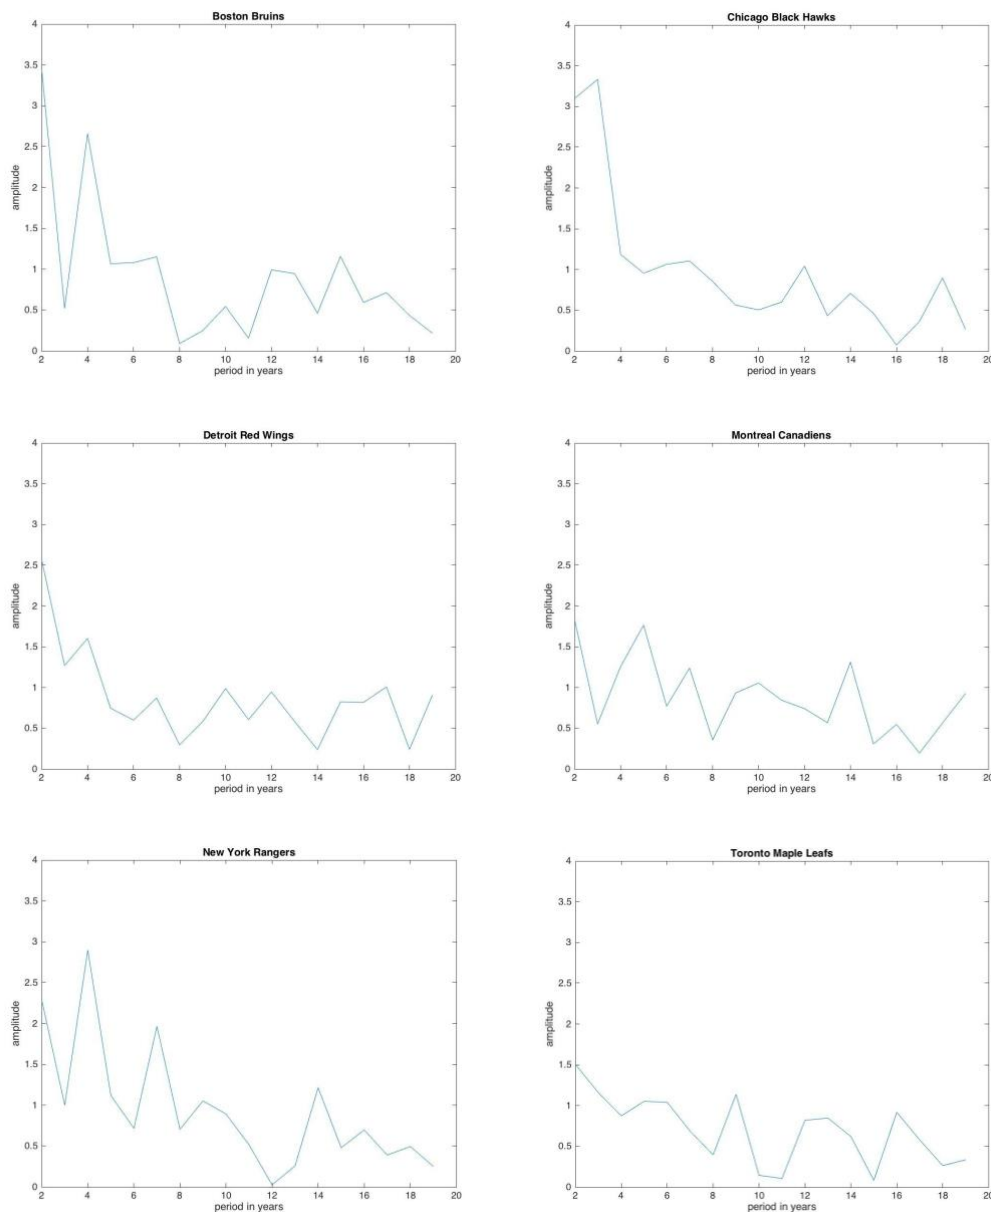 Boston Bruins
4
3.5
3
2.5
2
1.5
1
0.5
0
amplitude
2 4 6 8 10 12 14 16 18 20
period in years
Chicago Black Hawks
4
3.5
3
2.5
2
1.5
1
0.5
0
amplitude
2 4 6 8 10 12 14 16 18 20
period in years
Detroit Red Wings
4
3.5
3
2.5
2
1.5
1
0.5
0
amplitude
2 4 6 8 10 12 14 16 18 20
period in years
Montreal Canadiens
4
3.5
3
2.5
2
1.5
1
0.5
0
amplitude
2 4 6 8 10 12 14 16 18 20
period in years
New York Rangers
4
3.5
3
2.5
2
1.5
1
0.5
0
amplitude
2 4 6 8 10 12 14 16 18 20
period in years
Toronto Maple Leafs
4
3.5
3
2.5
2
1.5
1
0.5
0
amplitude
2 4 6 8 10 12 14 16 18 20
period in years